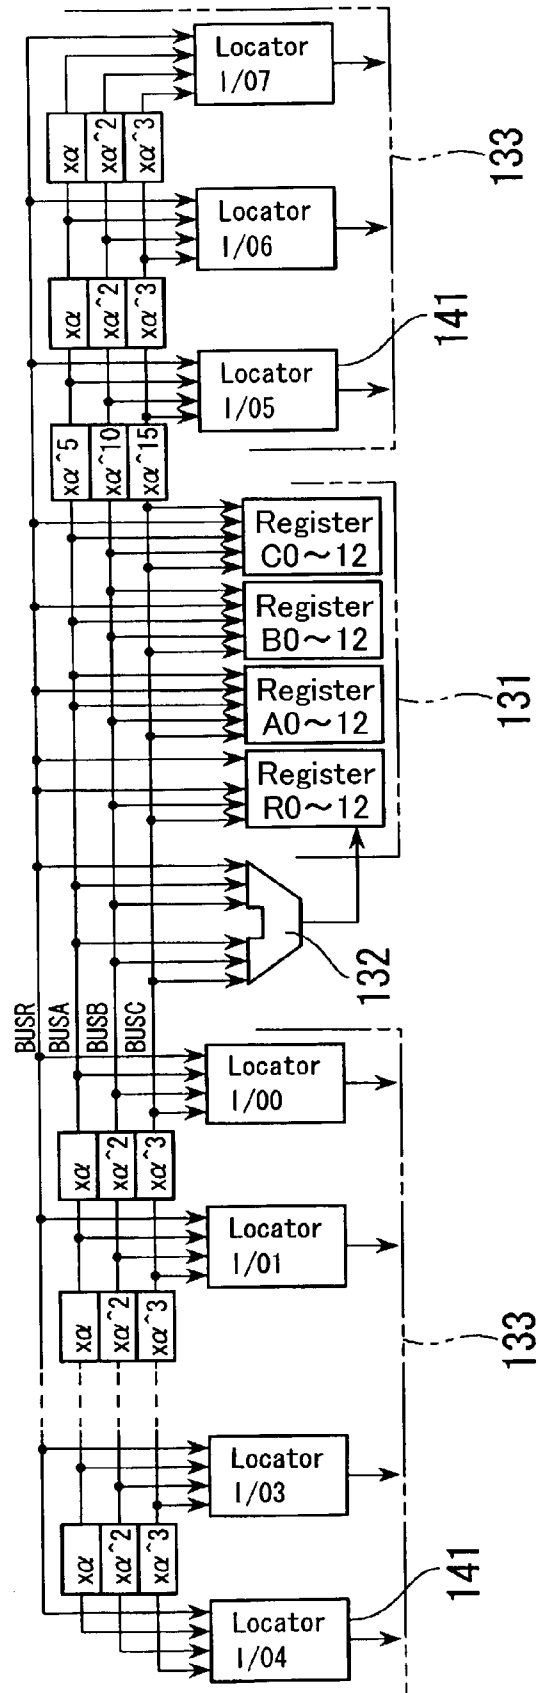 Locator
I/07
xα
xα^2
xα^3
133
Locator
I/06
xα
xα^2
xα^3
141
Locator
I/05
xα^5
xα^10
xα^15
Register
C0～12
Register
B0～12
131
Register
A0～12
Register
R0～12
132
BUSR
BUSA
BUSB
BUSC
Locator
I/00
xα
xα^2
xα^3
Locator
I/01
xα
xα^2
xα^3
133
Locator
I/03
xα
xα^2
xα^3
141
Locator
I/04